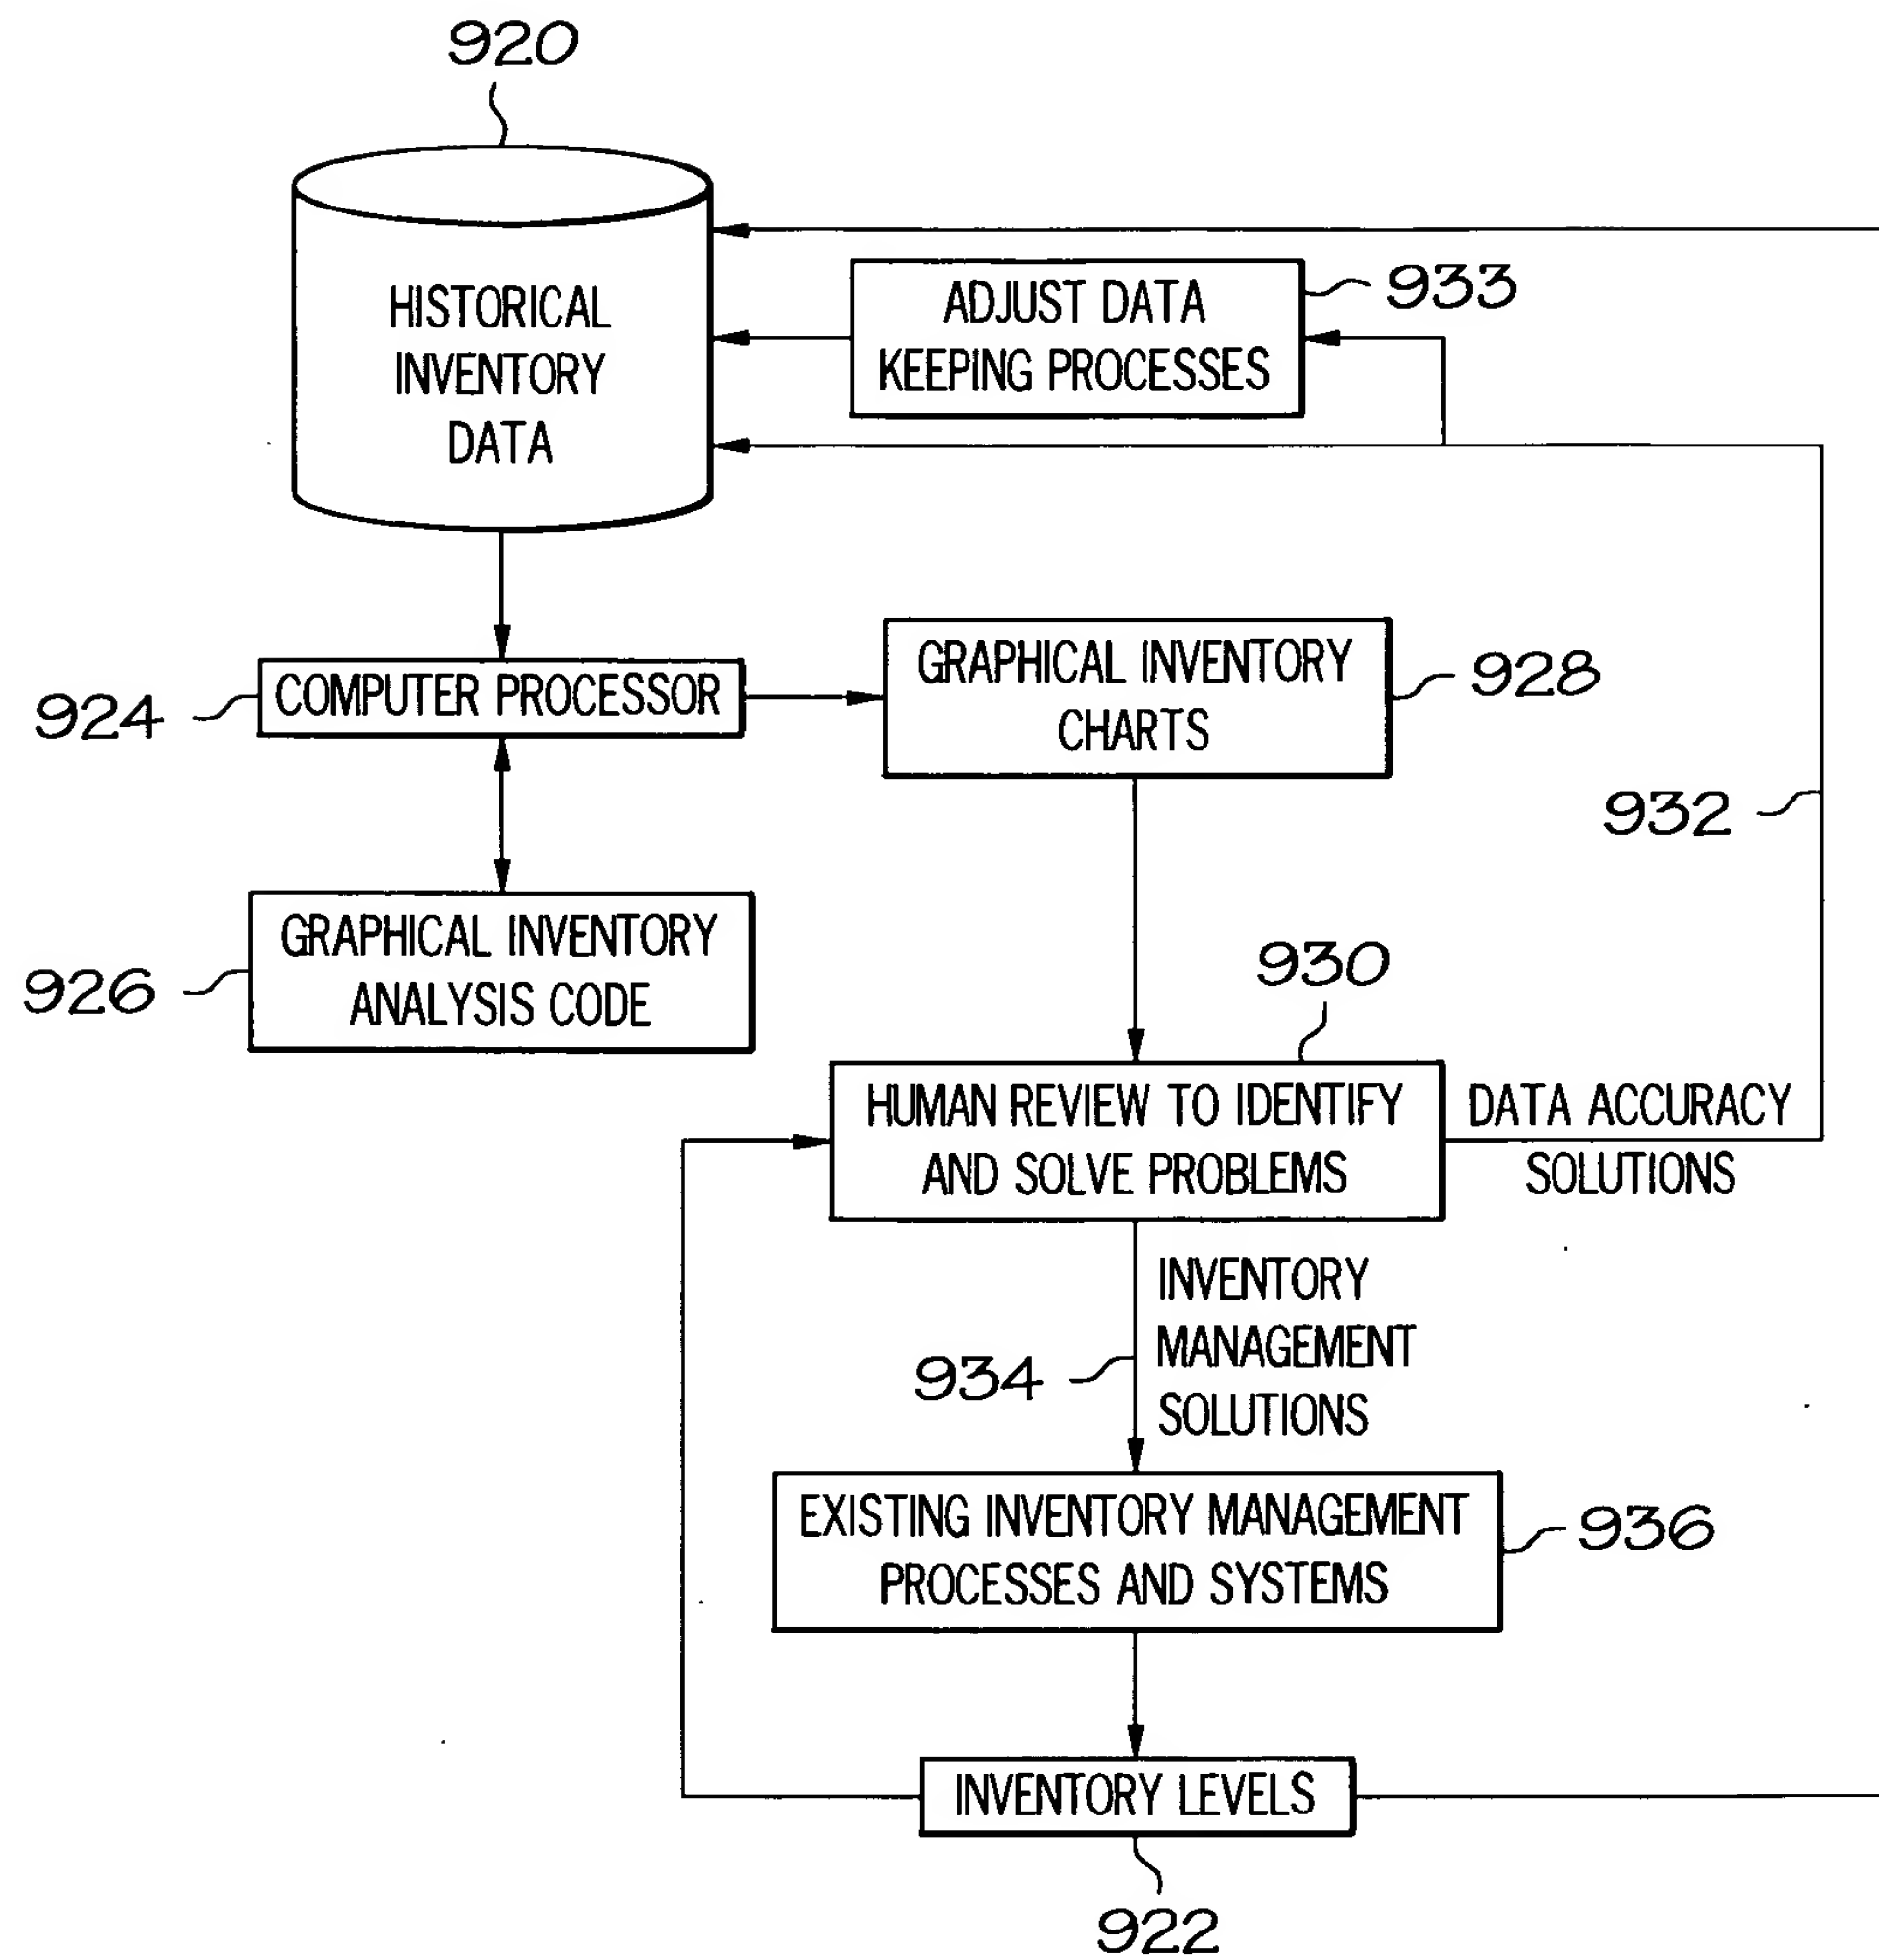 920
HISTORICAL
INVENTORY
DATA
ADJUST DATA
KEEPING PROCESSES
933
COMPUTER PROCESSOR
924
GRAPHICAL INVENTORY
CHARTS
928
932
GRAPHICAL INVENTORY
ANALYSIS CODE
926
930
HUMAN REVIEW TO IDENTIFY
AND SOLVE PROBLEMS
DATA ACCURACY
SOLUTIONS
INVENTORY
MANAGEMENT
SOLUTIONS
934
EXISTING INVENTORY MANAGEMENT
PROCESSES AND SYSTEMS
936
INVENTORY LEVELS
922